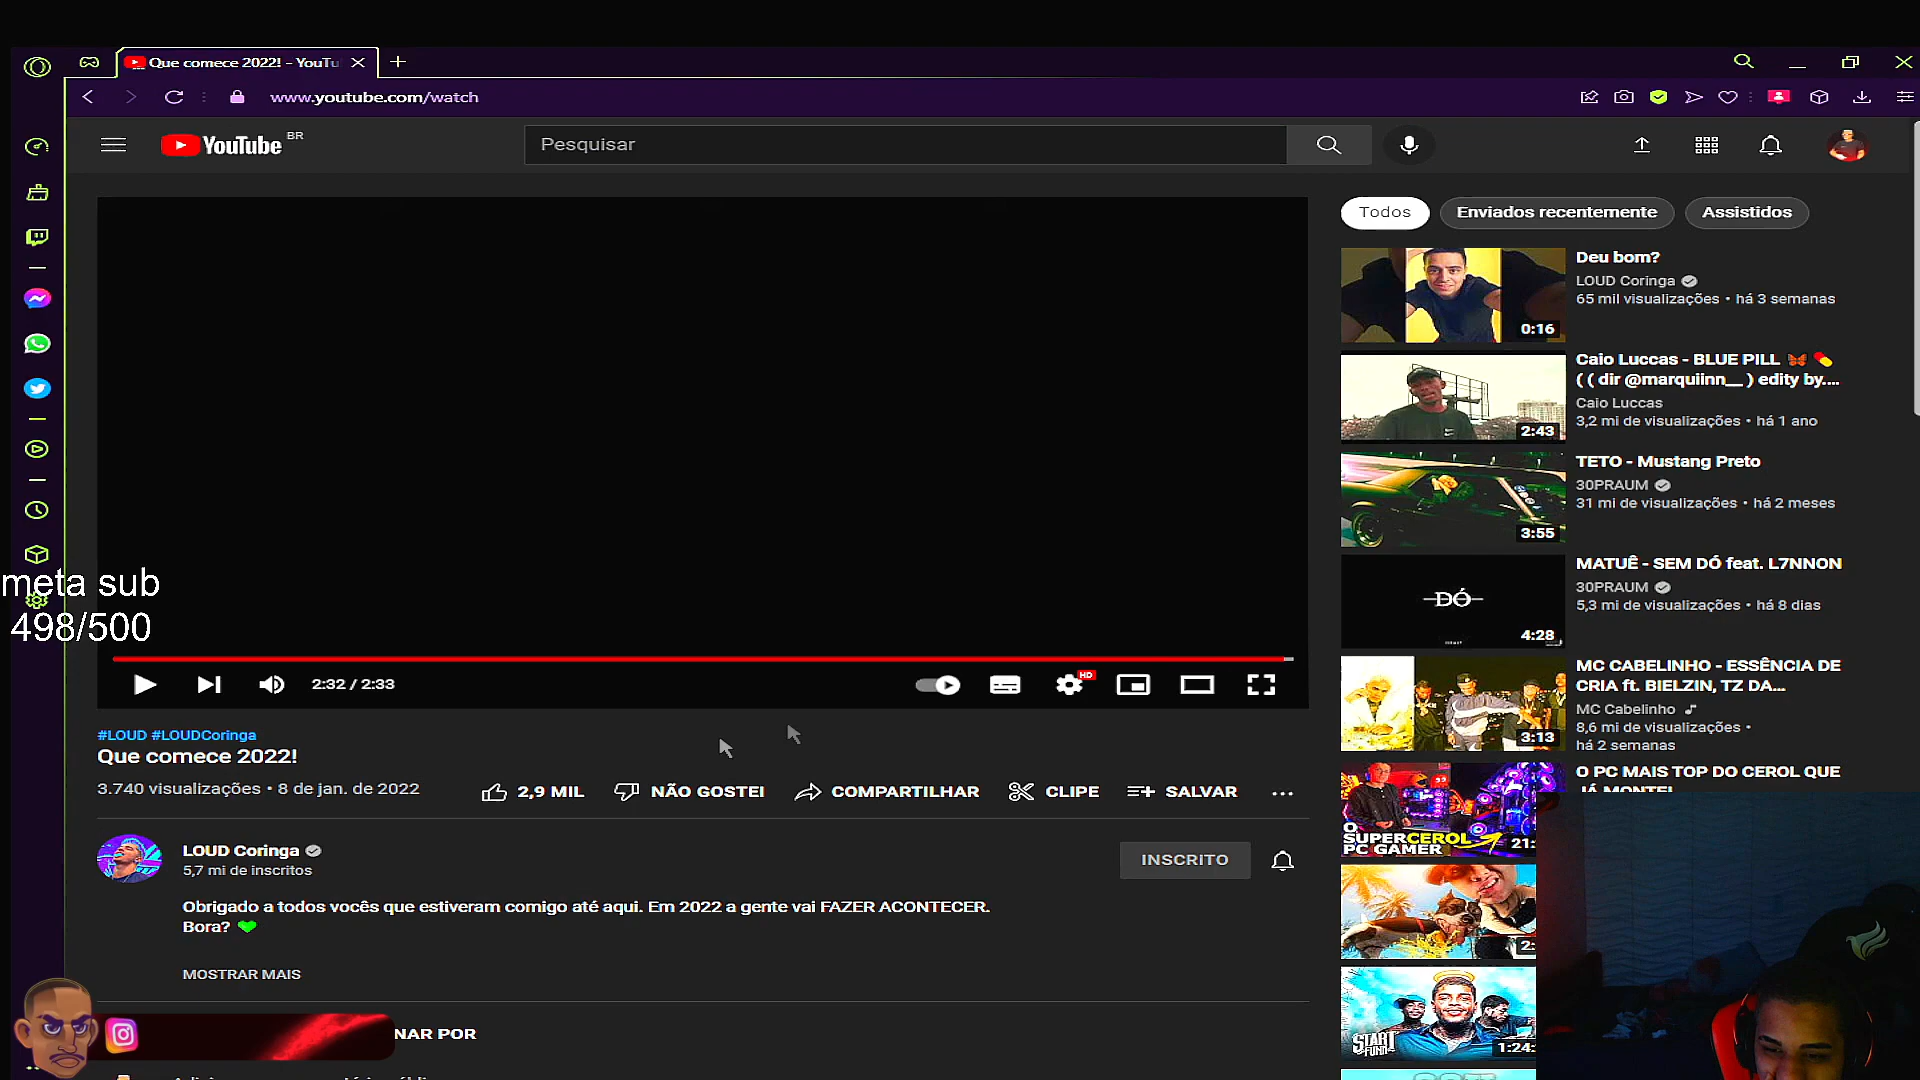 Que comece 2022! - YouTu
www.youtube.com/watch
YouTube BR
Pesquisar
Todos
Enviados recentemente
Assistidos
Deu bom?
LOUD Coringa
65 mil visualizações • há 3 semanas
0:16
Caio Luccas - BLUE PILL
( ( dir @marquiinn__ ) edity by....
Caio Luccas
3,2 mi de visualizações • há 1 ano
2:43
TETO - Mustang Preto
30PRAUM
31 mi de visualizações • há 2 meses
3:55
MATUÊ - SEM DÓ feat. L7NNON
30PRAUM
5,3 mi de visualizações • há 8 dias
DÓ
4:28
MC CABELINHO - ESSÊNCIA DE
CRIA ft. BIELZIN, TZ DA...
MC Cabelinho
8,6 mi de visualizações •
há 2 semanas
3:13
O PC MAIS TOP DO CEROL QUE
JÁ MONTEI
O
SUPERCEROL
PC GAMER
21:
2:
START
FUNK
1:24:
meta sub
498/500
2:32 / 2:33
HD
#LOUD #LOUDCoringa
Que comece 2022!
3.740 visualizações • 8 de jan. de 2022
2,9 MIL
NÃO GOSTEI
COMPARTILHAR
CLIPE
SALVAR
LOUD Coringa
5,7 mi de inscritos
INSCRITO
Obrigado a todos vocês que estiveram comigo até aqui. Em 2022 a gente vai FAZER ACONTECER.
Bora?
MOSTRAR MAIS
NAR POR